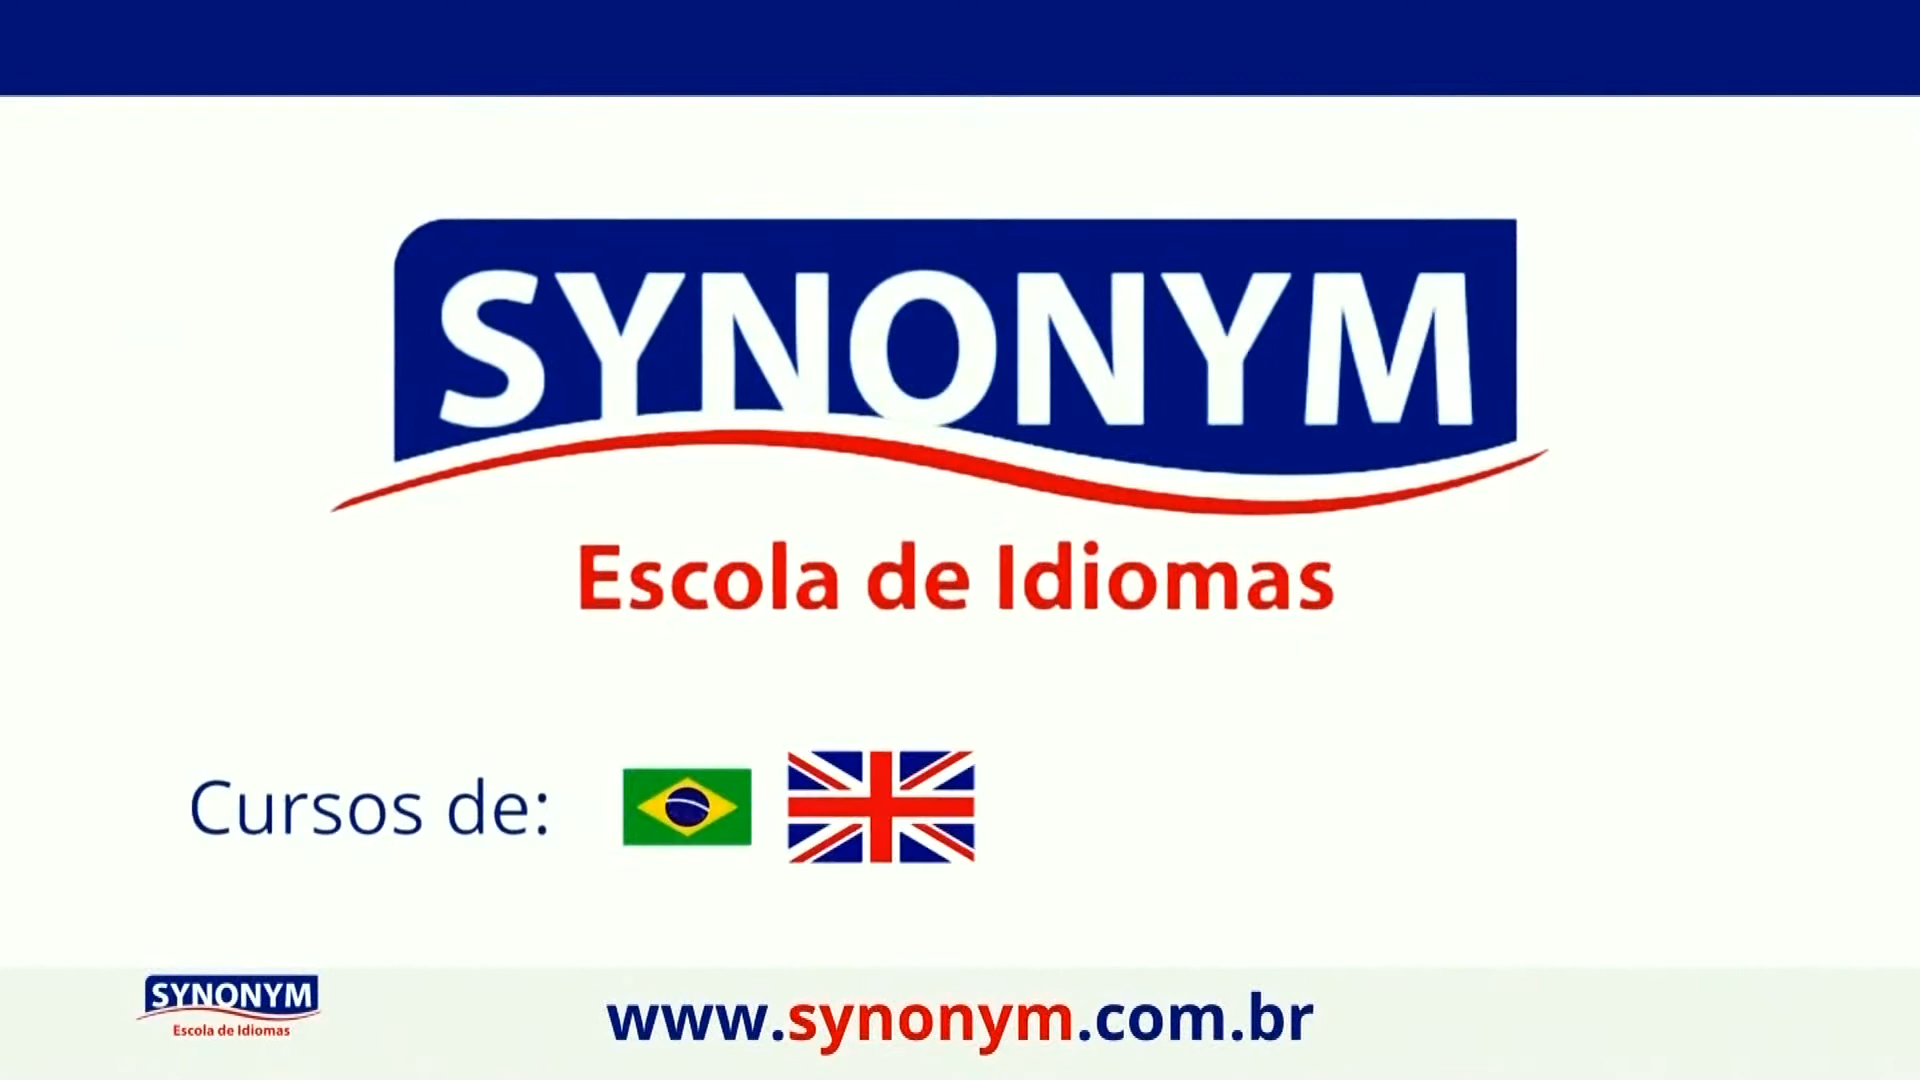 SYNONYM
Escola de Idiomas
Cursos de:
SYNONYM
Escola de Idiomas
www.synonym.com.br